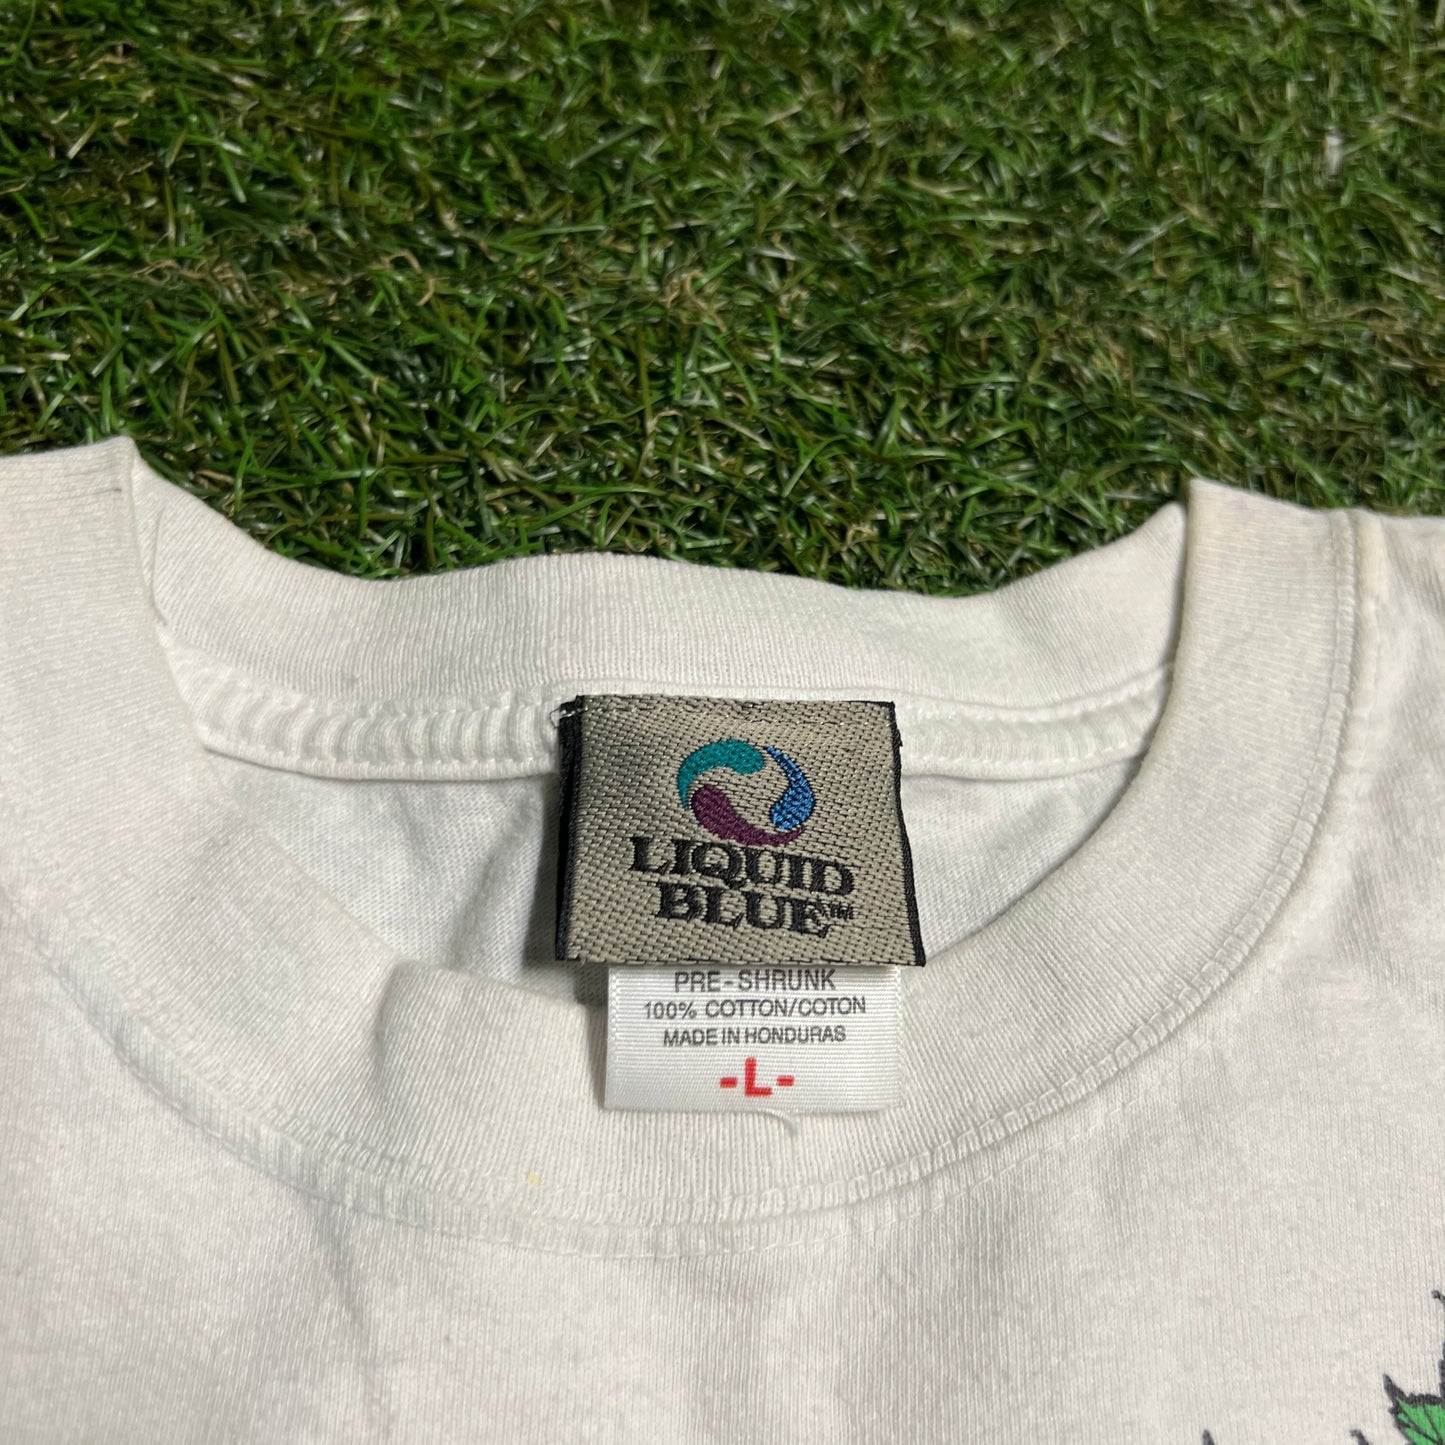 LIQUID
BLUE™
PRE-SHRUNK
100% COTTON/COTON
MADE IN HONDURAS
-L-